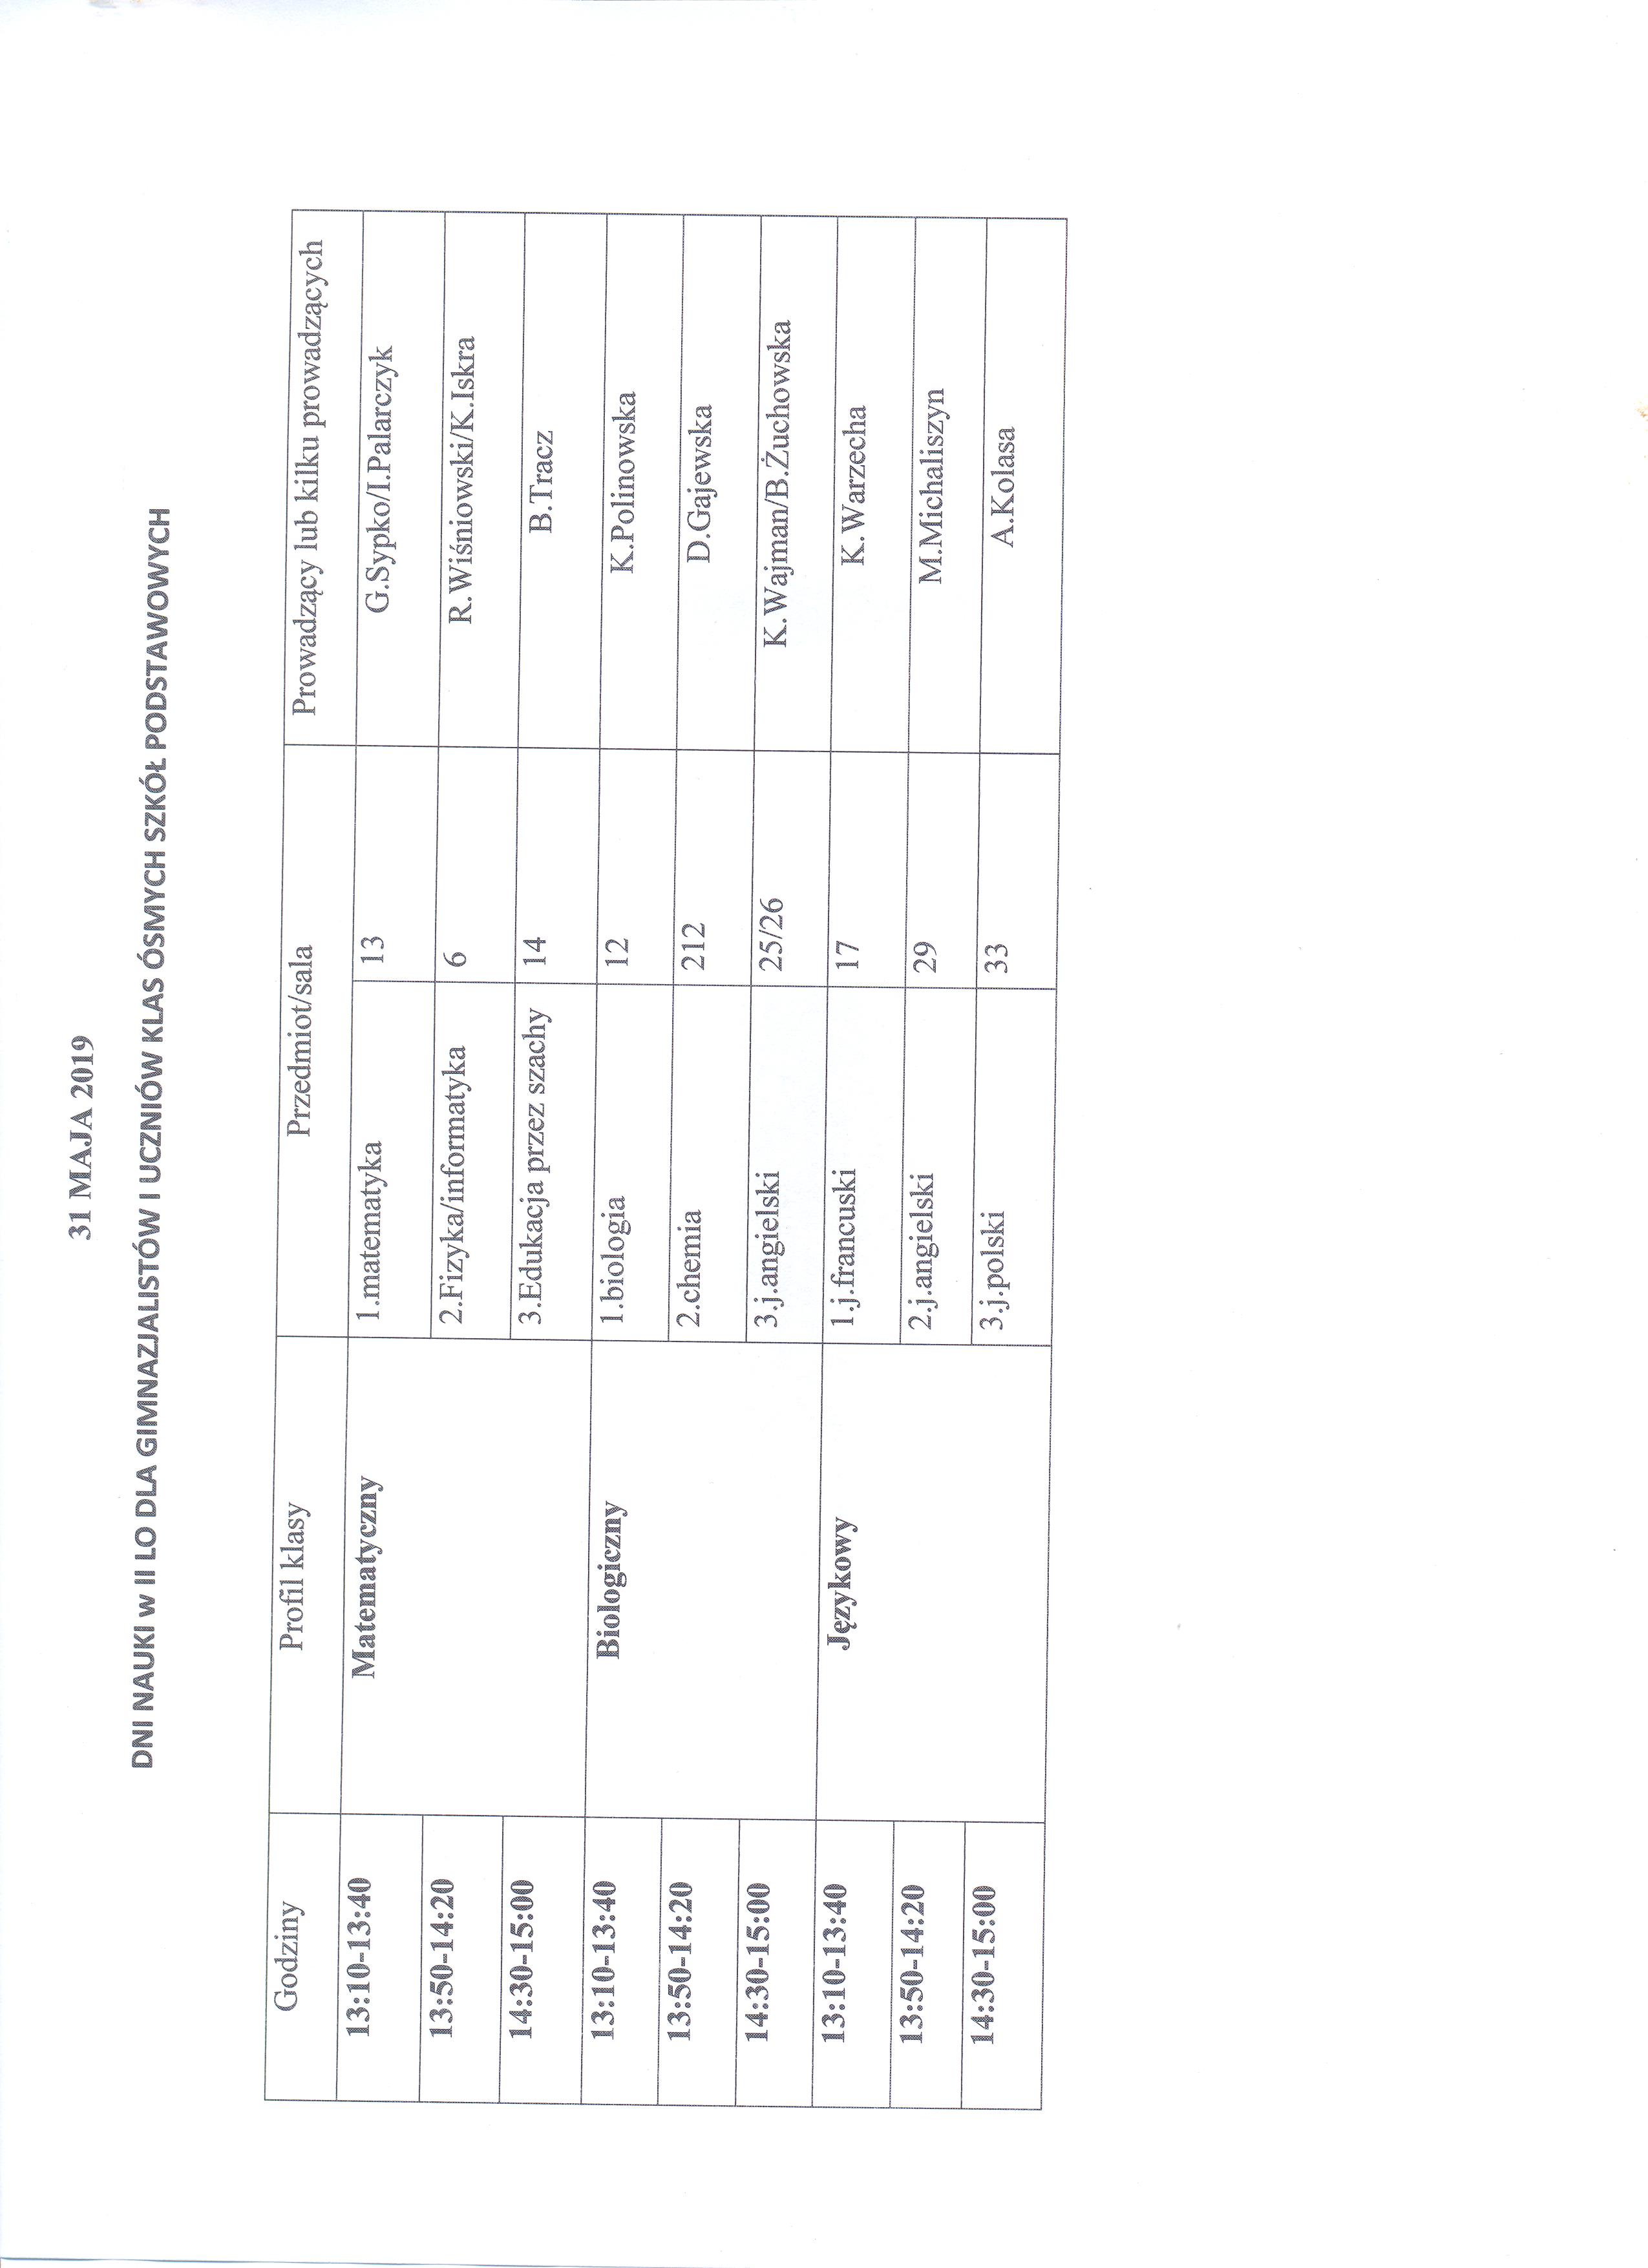 31 MAJA 2019
DNI NAUKI w II LO DLA GIMNAZJALISTÓW I UCZNIÓW KLAS ÓSMYCH SZKÓŁ PODSTAWOWYCH
Godziny Profil klasy Przedmiot/sala Prowadzący lub kilku prowadzących
13:10-13:40 Matematyczny 1.matematyka 13 G.Sypko/I.Palarczyk
13:50-14:20 2.Fizyka/informatyka 6 R.Wiśniowski/K.Iskra
14:30-15:00 3.Edukacja przez szachy 14 B.Tracz
13:10-13:40 Biologiczny 1.biologia 12 K.Polinowska
13:50-14:20 2.chemia 212 D.Gajewska
14:30-15:00 3.j.angielski 25/26 K.Wajman/B.Żuchowska
13:10-13:40 Językowy 1.j.francuski 17 K.Warzecha
13:50-14:20 2.j.angielski 29 M.Michaliszyn
14:30-15:00 3.j.polski 33 A.Kolasa